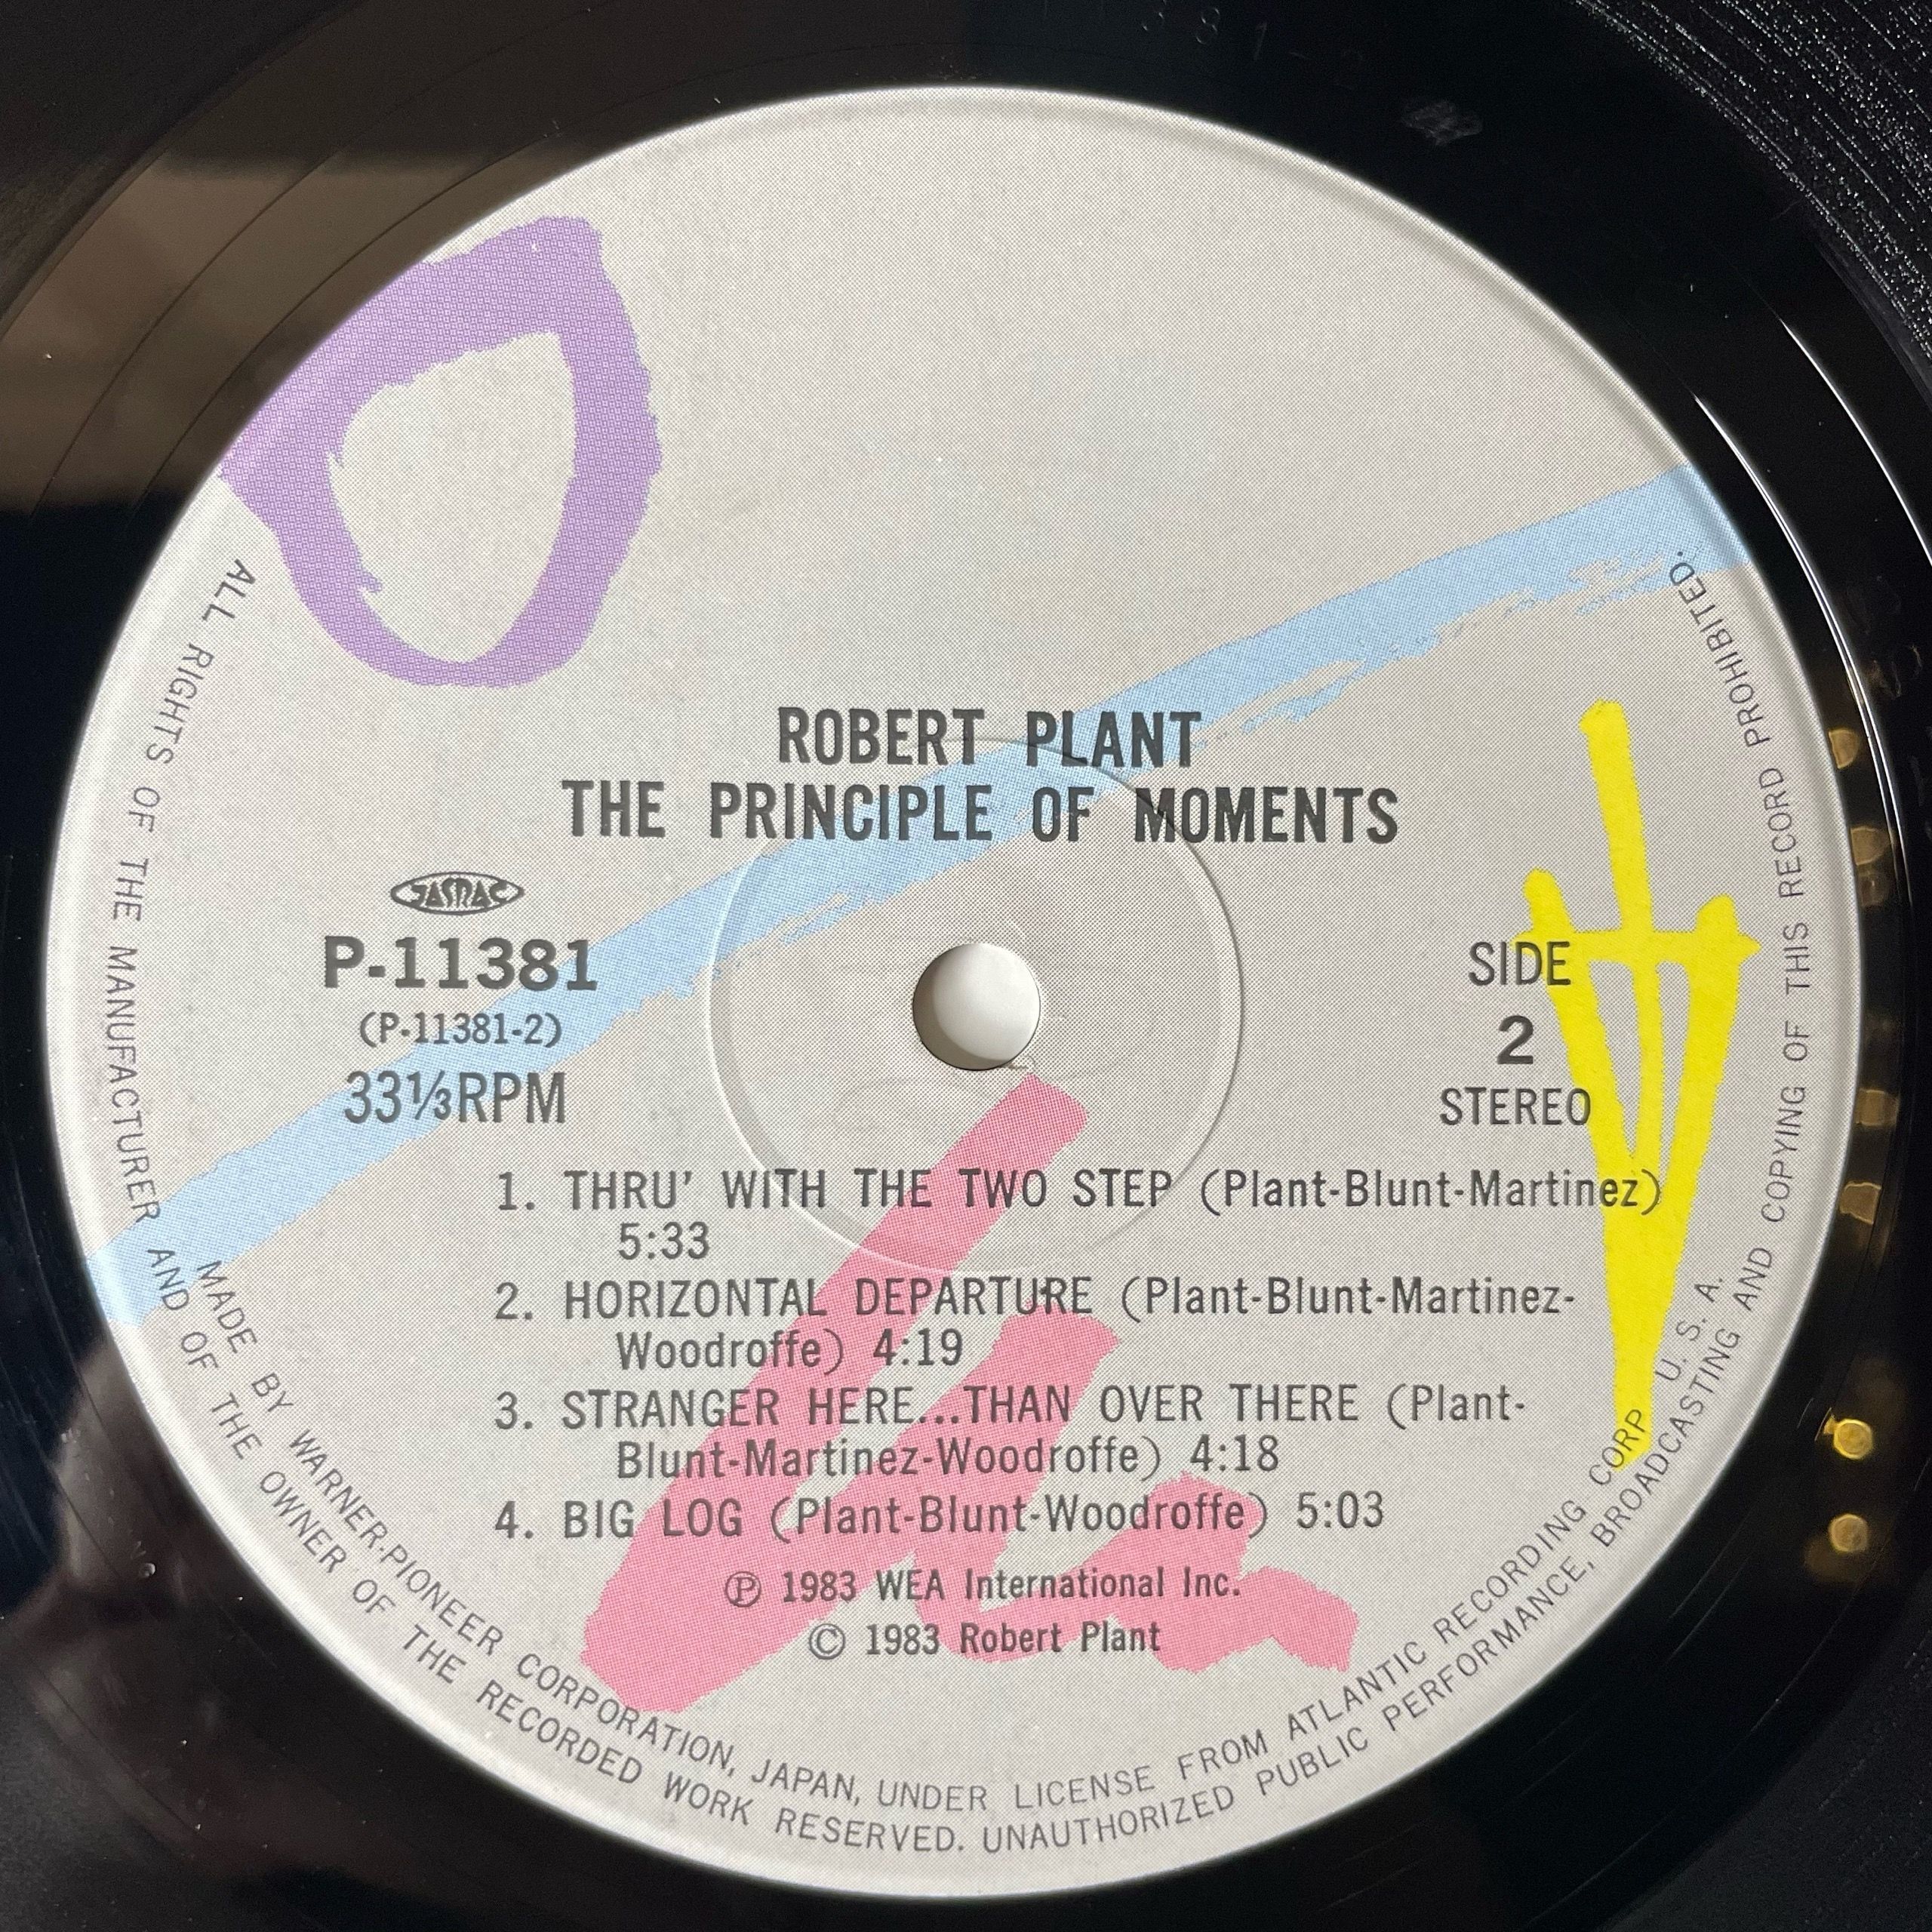 ROBERT PLANT
THE PRINCIPLE OF MOMENTS
JASRAC
P-11381
(P-11381-2)
33⅓RPM
SIDE
2
STEREO
1. THRU' WITH THE TWO STEP (Plant-Blunt-Martinez)
5:33
2. HORIZONTAL DEPARTURE (Plant-Blunt-Martinez-
Woodroffe) 4:19
3. STRANGER HERE...THAN OVER THERE (Plant-
Blunt-Martinez-Woodroffe) 4:18
4. BIG LOG (Plant-Blunt-Woodroffe) 5:03
Ⓟ 1983 WEA International Inc.
© 1983 Robert Plant
MADE BY WARNER-PIONEER CORPORATION, JAPAN, UNDER LICENSE FROM ATLANTIC RECORDING CORP U. S. A.
ALL RIGHTS OF THE MANUFACTURER AND OF THE OWNER OF THE RECORDED WORK RESERVED. UNAUTHORIZED PUBLIC PERFORMANCE, BROADCASTING AND COPYING OF THIS RECORD PROHIBITED.